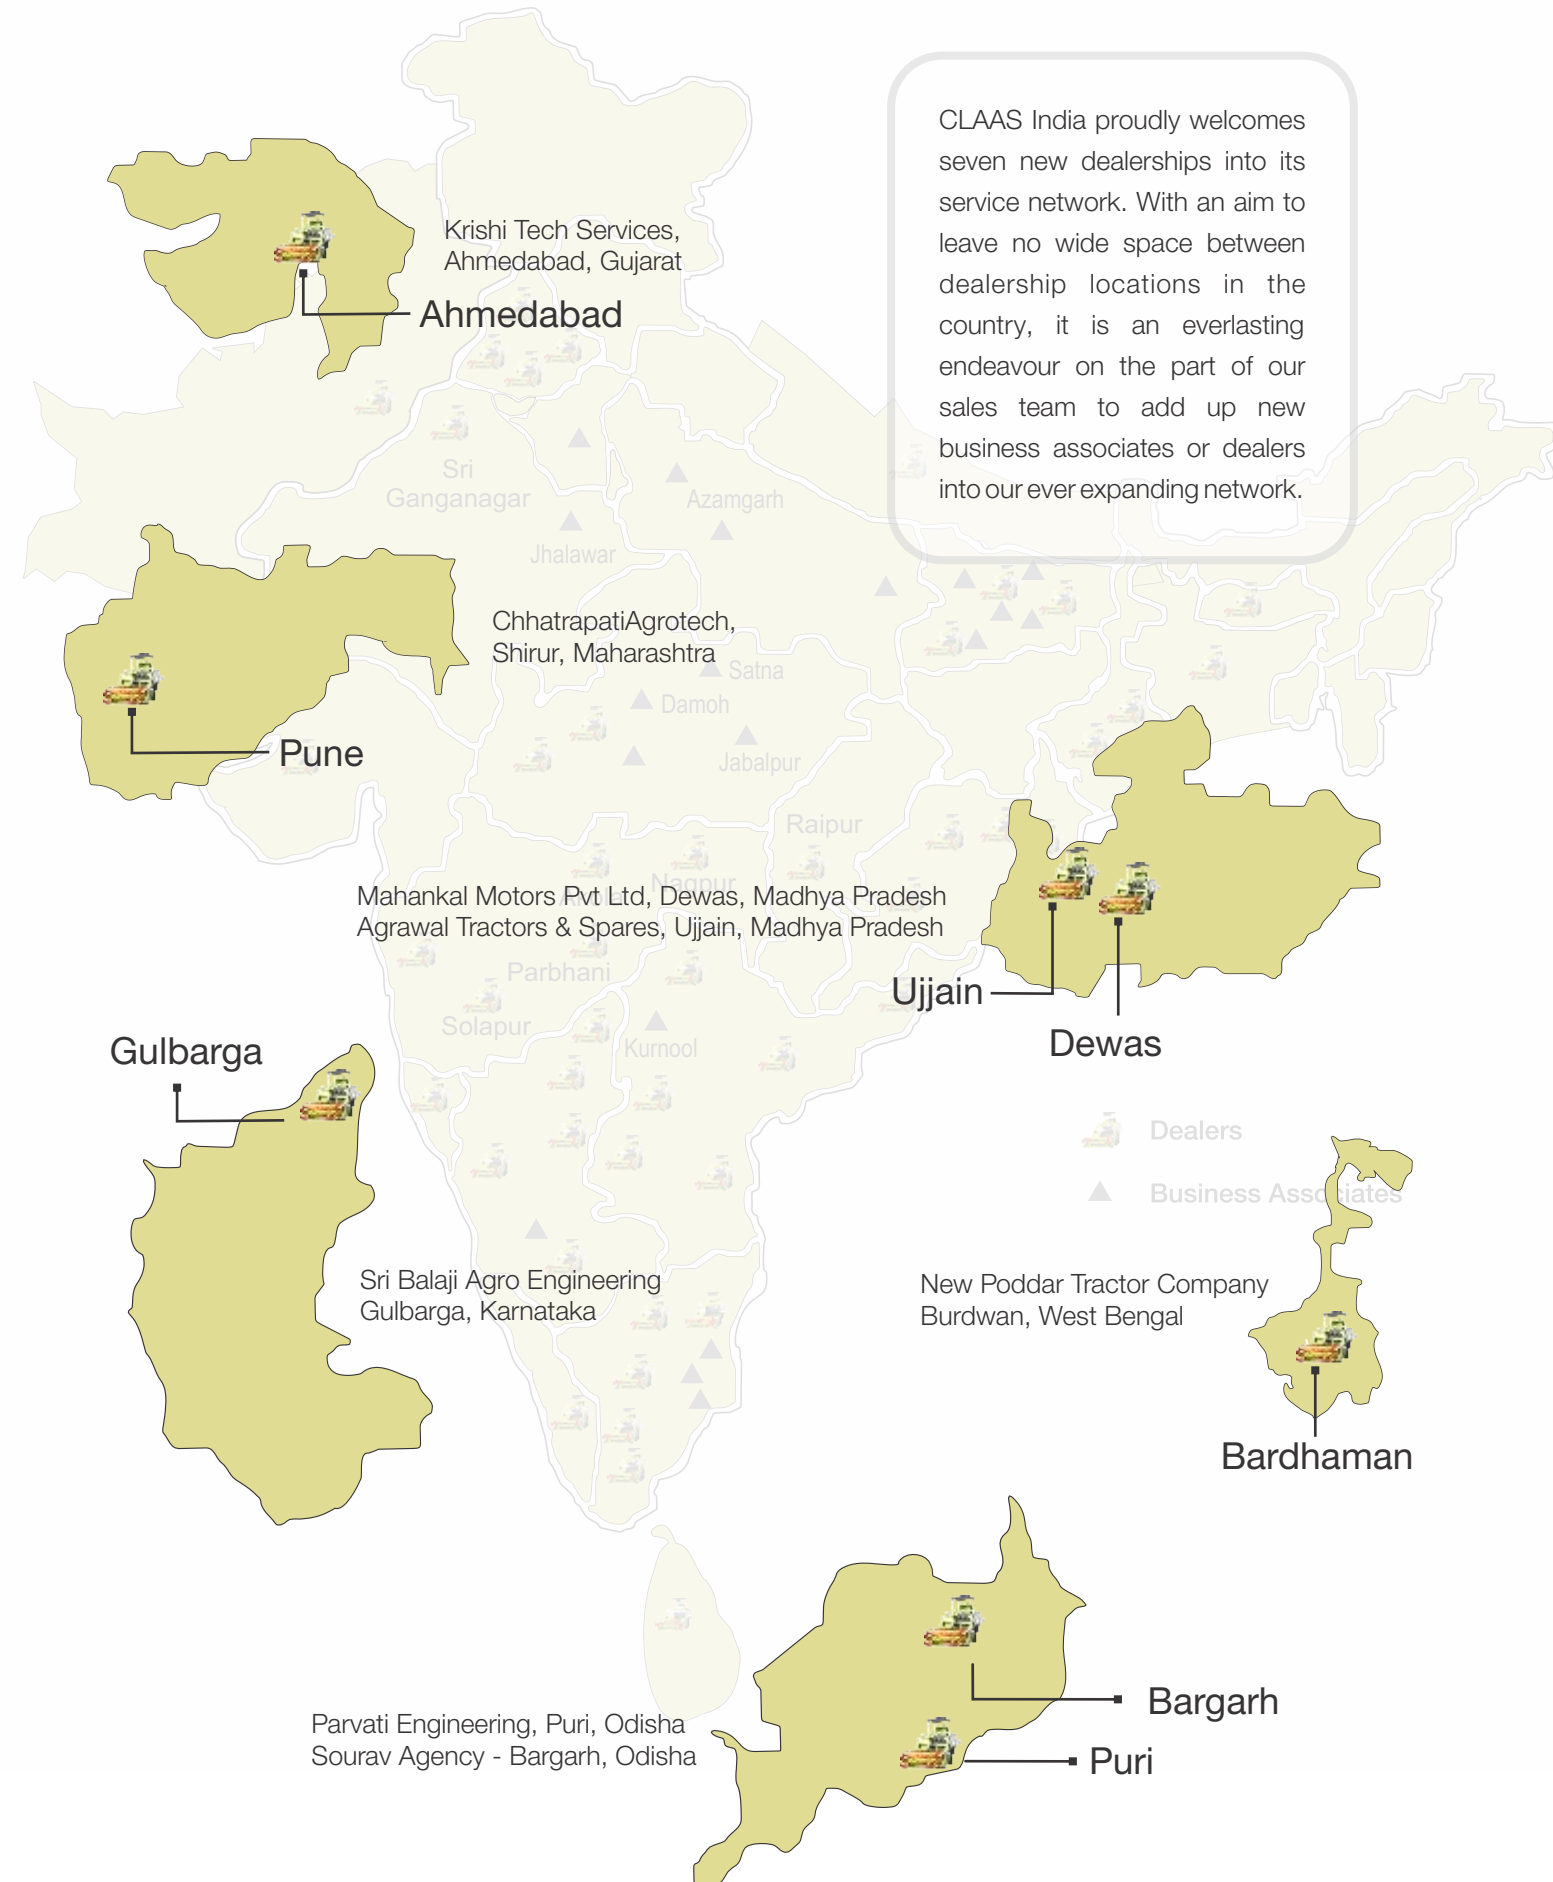 CLAAS India proudly welcomes
seven new dealerships into its
service network. With an aim to
leave no wide space between
dealership locations in the
country, it is an everlasting
endeavour on the part of our
sales team to add up new
business associates or dealers
into our ever expanding network.
Krishi Tech Services,
Ahmedabad, Gujarat
Ahmedabad
Sri
Ganganagar
Azamgarh
Jhalawar
ChhatrapatiAgrotech,
Shirur, Maharashtra
Satna
Damoh
Pune
Jabalpur
Raipur
Nagpur
Mahankal Motors Pvt Ltd, Dewas, Madhya Pradesh
Agrawal Tractors & Spares, Ujjain, Madhya Pradesh
Parbhani
Ujjain
Solapur
Kurnool
Dewas
Gulbarga
Dealers
Business Associates
Sri Balaji Agro Engineering
Gulbarga, Karnataka
New Poddar Tractor Company
Burdwan, West Bengal
Bardhaman
Bargarh
Parvati Engineering, Puri, Odisha
Sourav Agency - Bargarh, Odisha
Puri